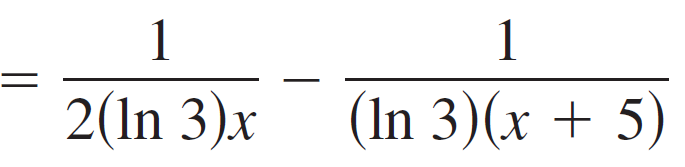 = 1/(2(ln 3)x) − 1/((ln 3)(x + 5))